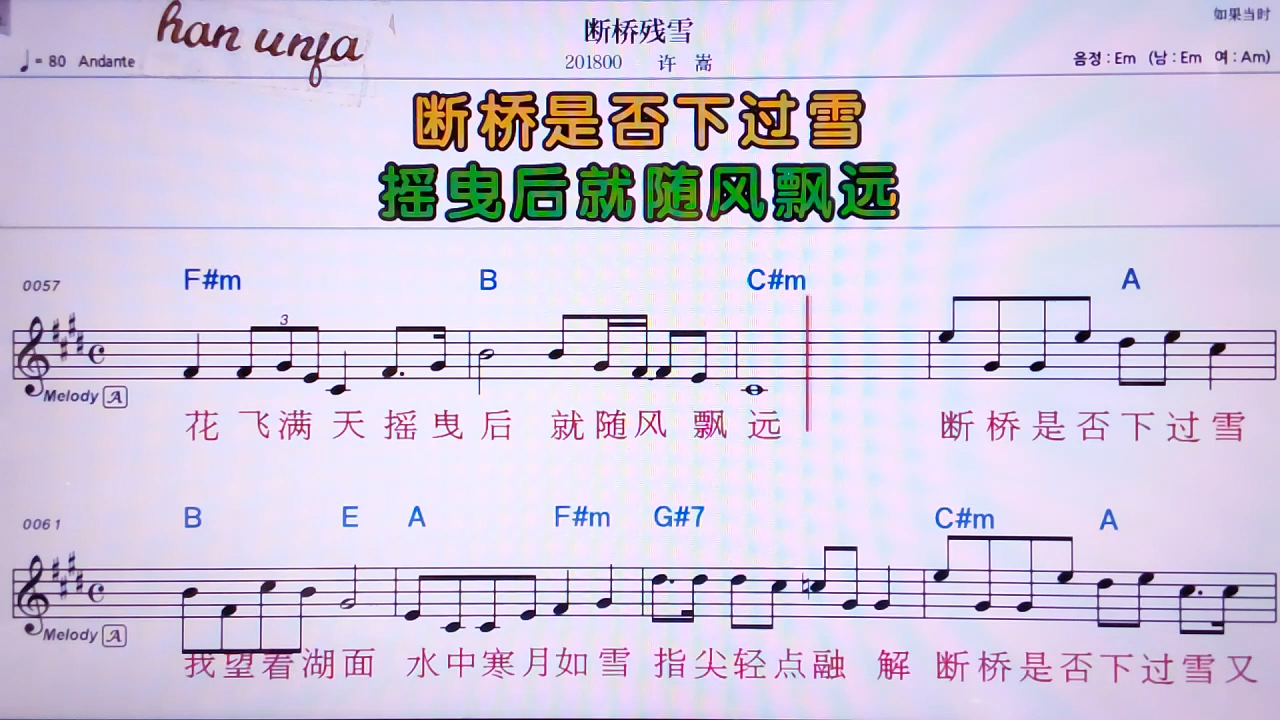 如果当时
han unfa
断桥残雪
♩= 80 Andante
201800 许 嵩
음정 : Em (남 : Em 여 : Am)
断桥是否下过雪
摇曳后就随风飘远
0057 F#m B C#m A
3
Melody A
花 飞满 天 摇 曳 后 就随风 飘 远 断桥是否下过雪
0061 B E A F#m G#7 C#m A
Melody A
我望着湖面 水中寒月如雪 指尖轻点融 解 断桥是否下过雪又